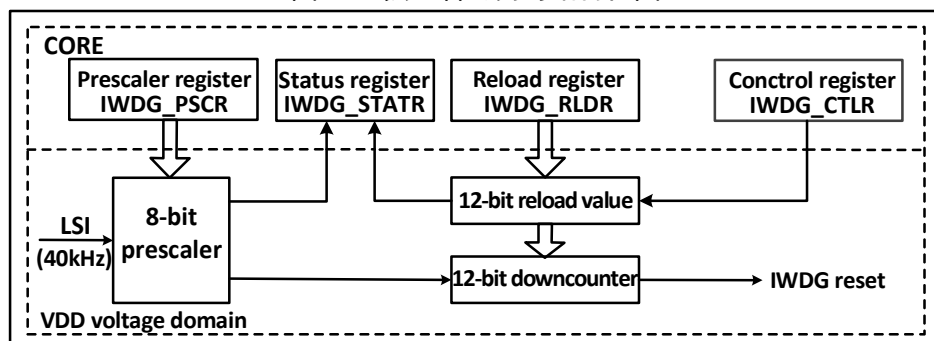 CORE
Prescaler register
IWDG_PSCR
Status register
IWDG_STATR
Reload register
IWDG_RLDR
Conctrol register
IWDG_CTLR
LSI
(40kHz)
8-bit
prescaler
12-bit reload value
12-bit downcounter
IWDG reset
VDD voltage domain